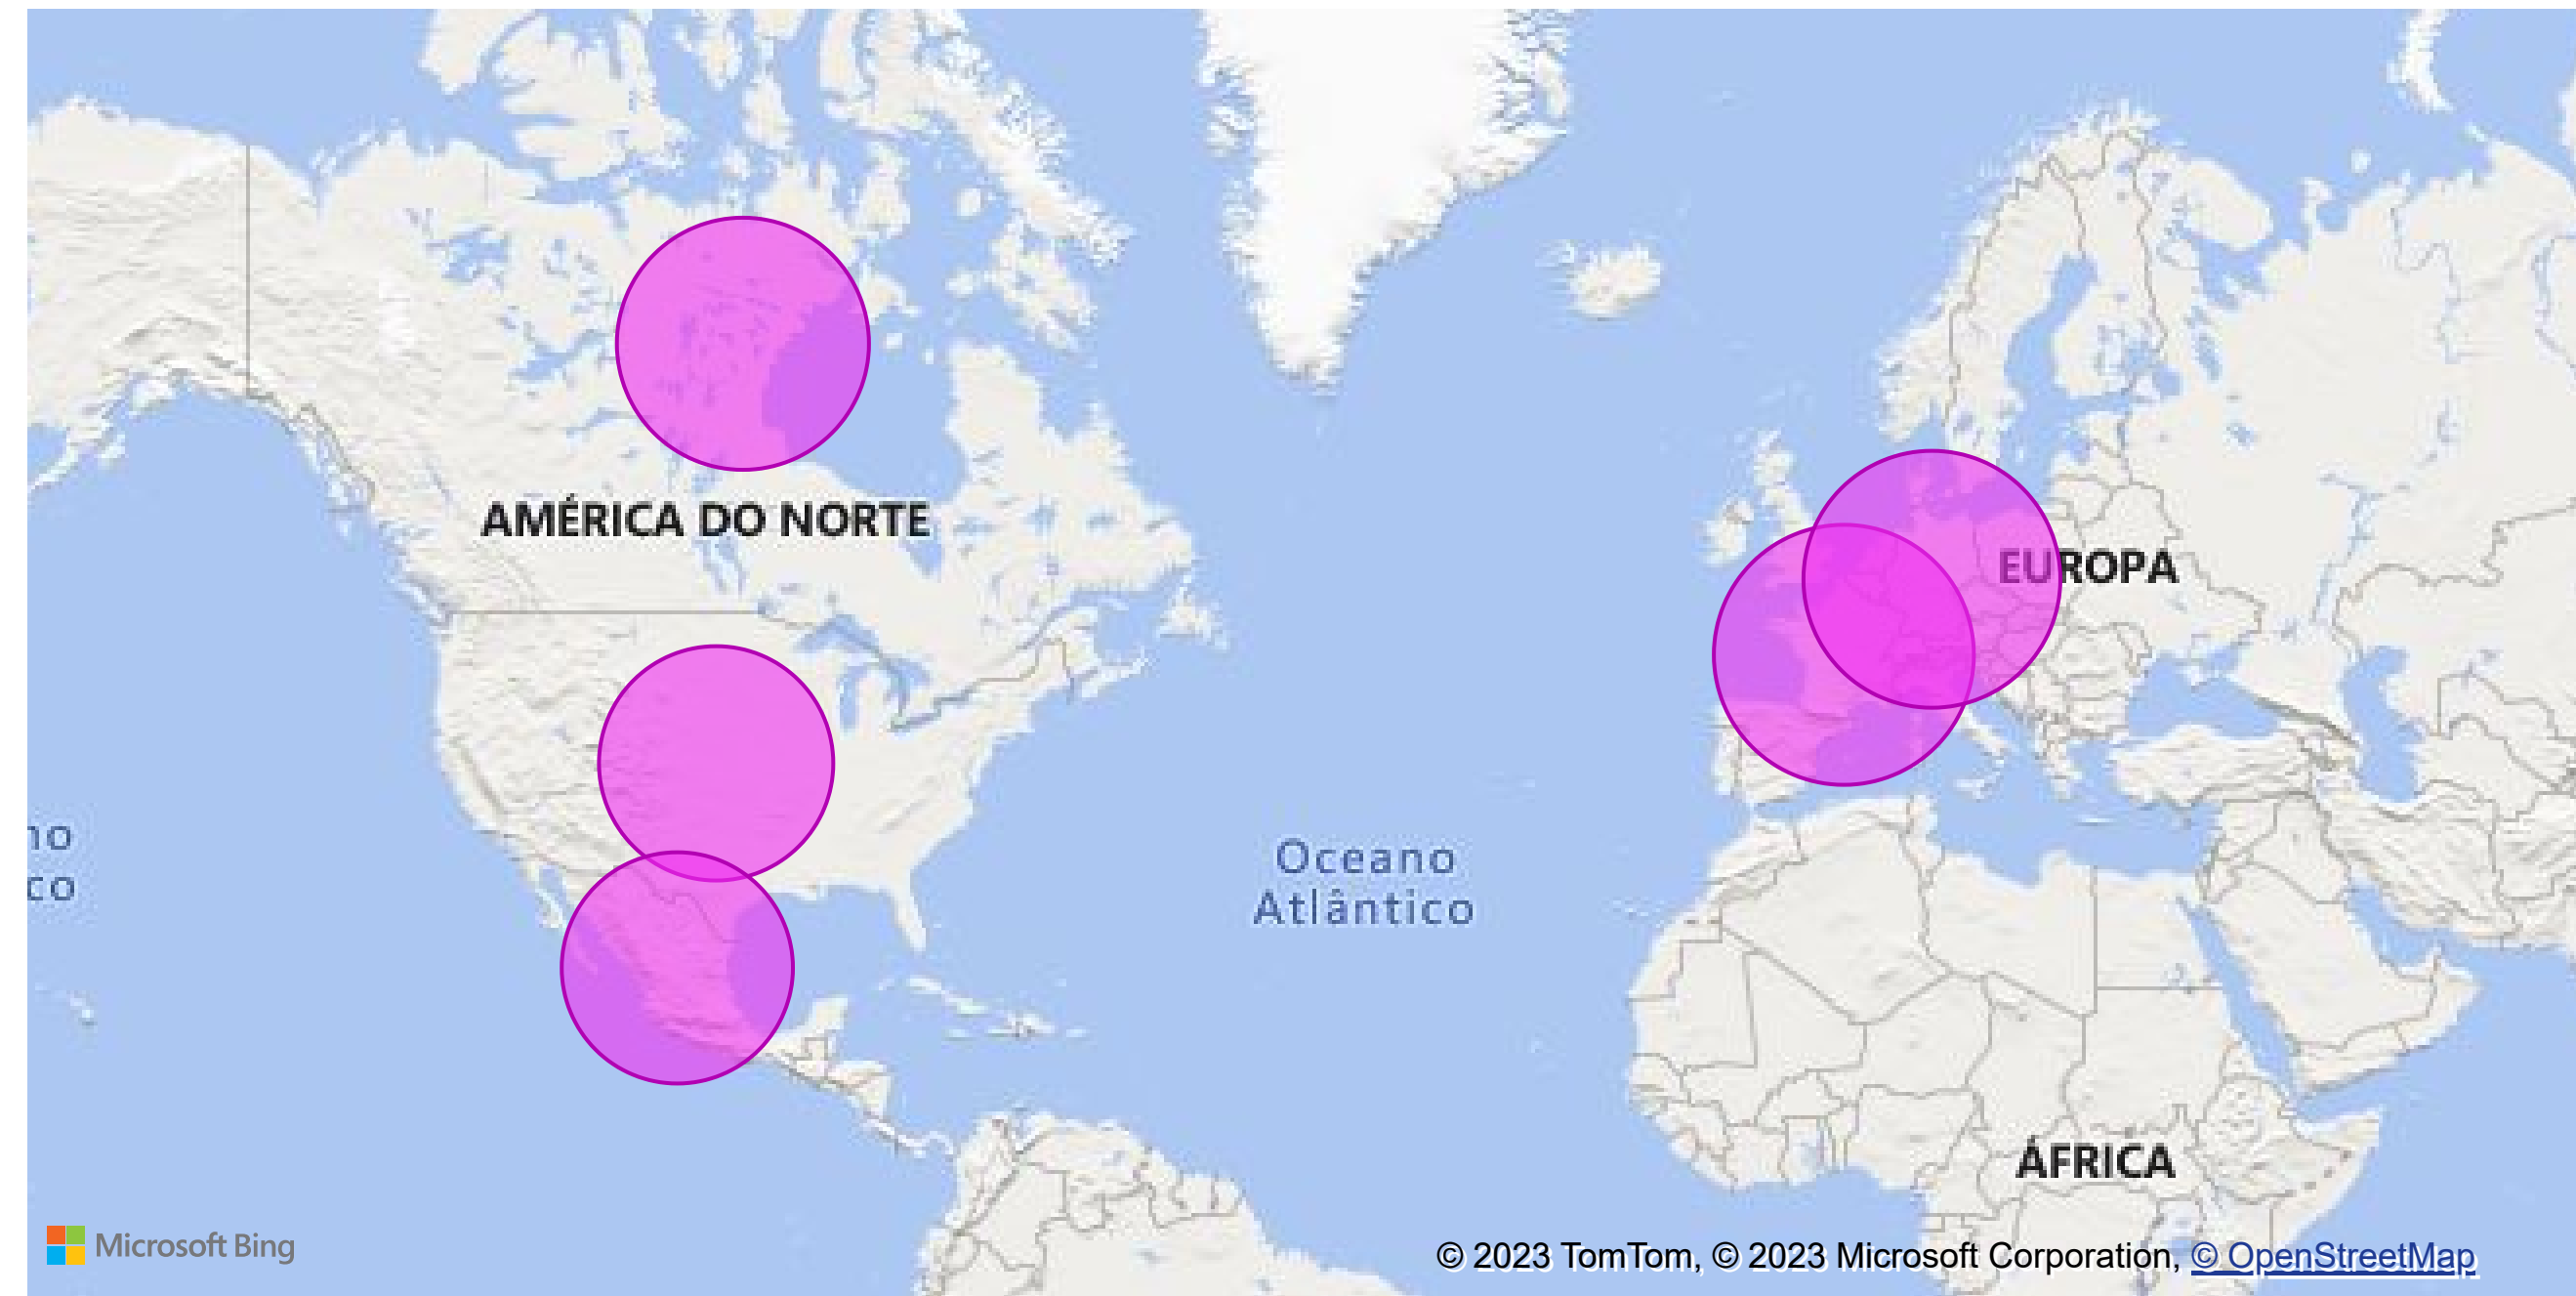 AMÉRICA DO NORTE
EUROPA
Oceano
Atlântico
ÁFRICA
Microsoft Bing
© 2023 TomTom, © 2023 Microsoft Corporation, © OpenStreetMap